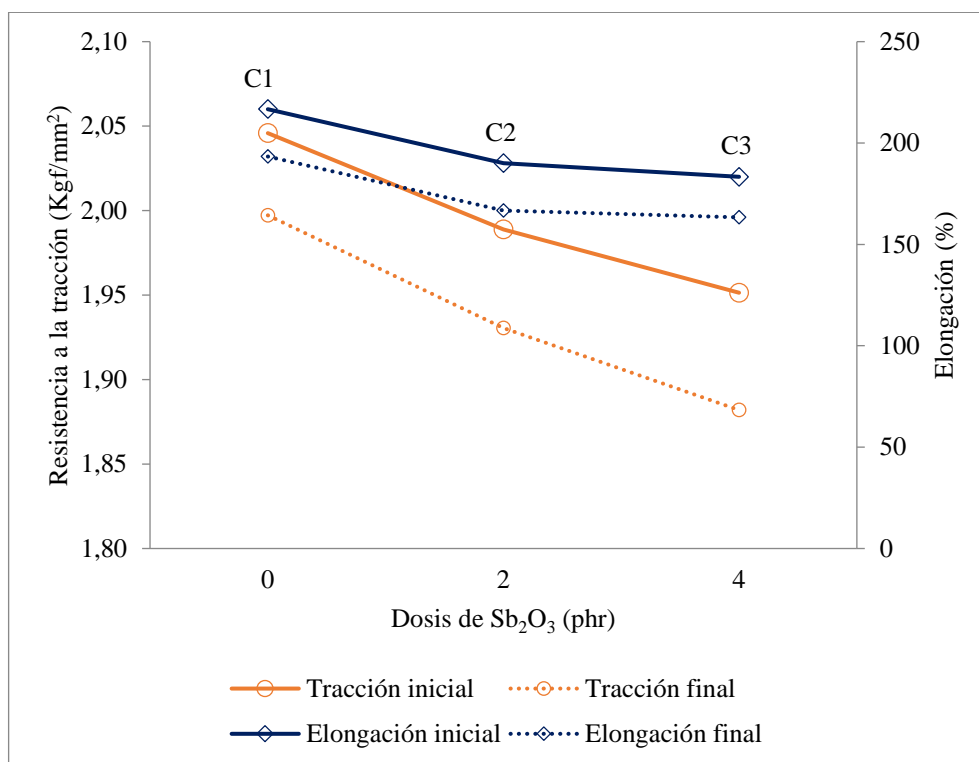 Resistencia a la tracción (Kgf/mm²)
2,10
2,05
2,00
1,95
1,90
1,85
1,80
C1
C2
C3
250
200
150
100
50
0
Elongación (%)
0 2 4
Dosis de Sb₂O₃ (phr)
Tracción inicial Tracción final
Elongación inicial Elongación final